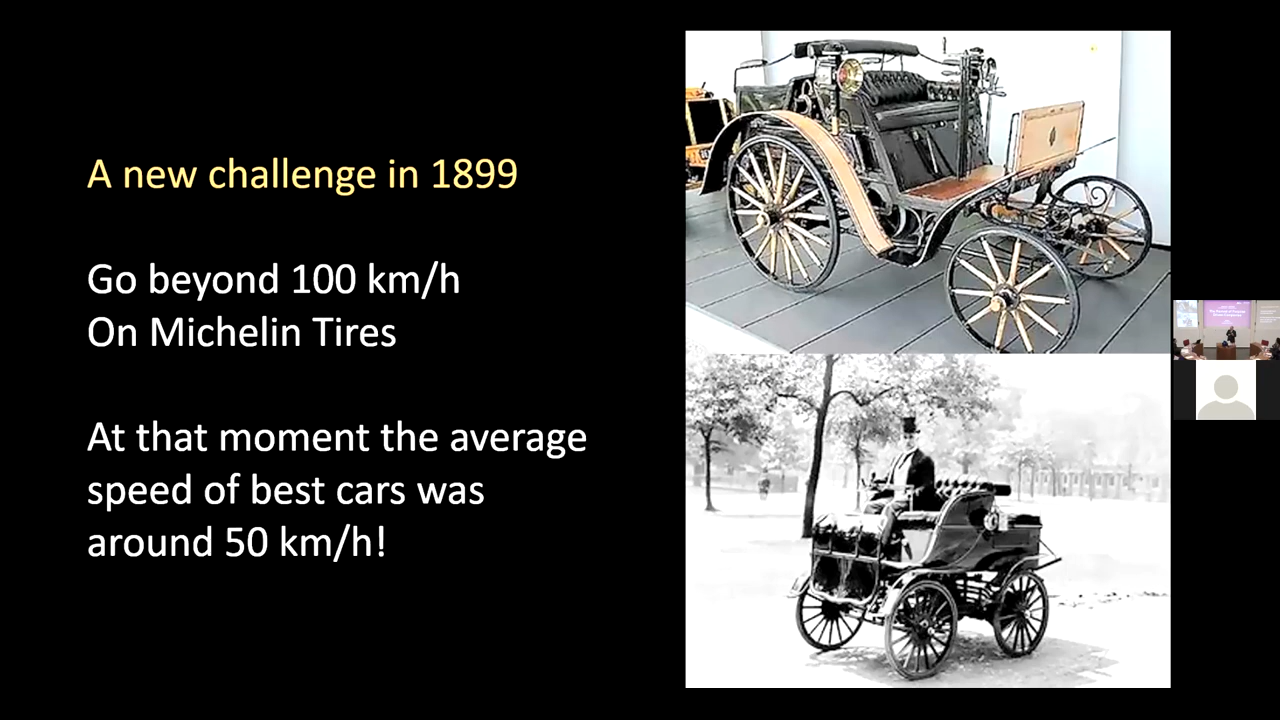 A new challenge in 1899
Go beyond 100 km/h
On Michelin Tires
At that moment the average
speed of best cars was
around 50 km/h!